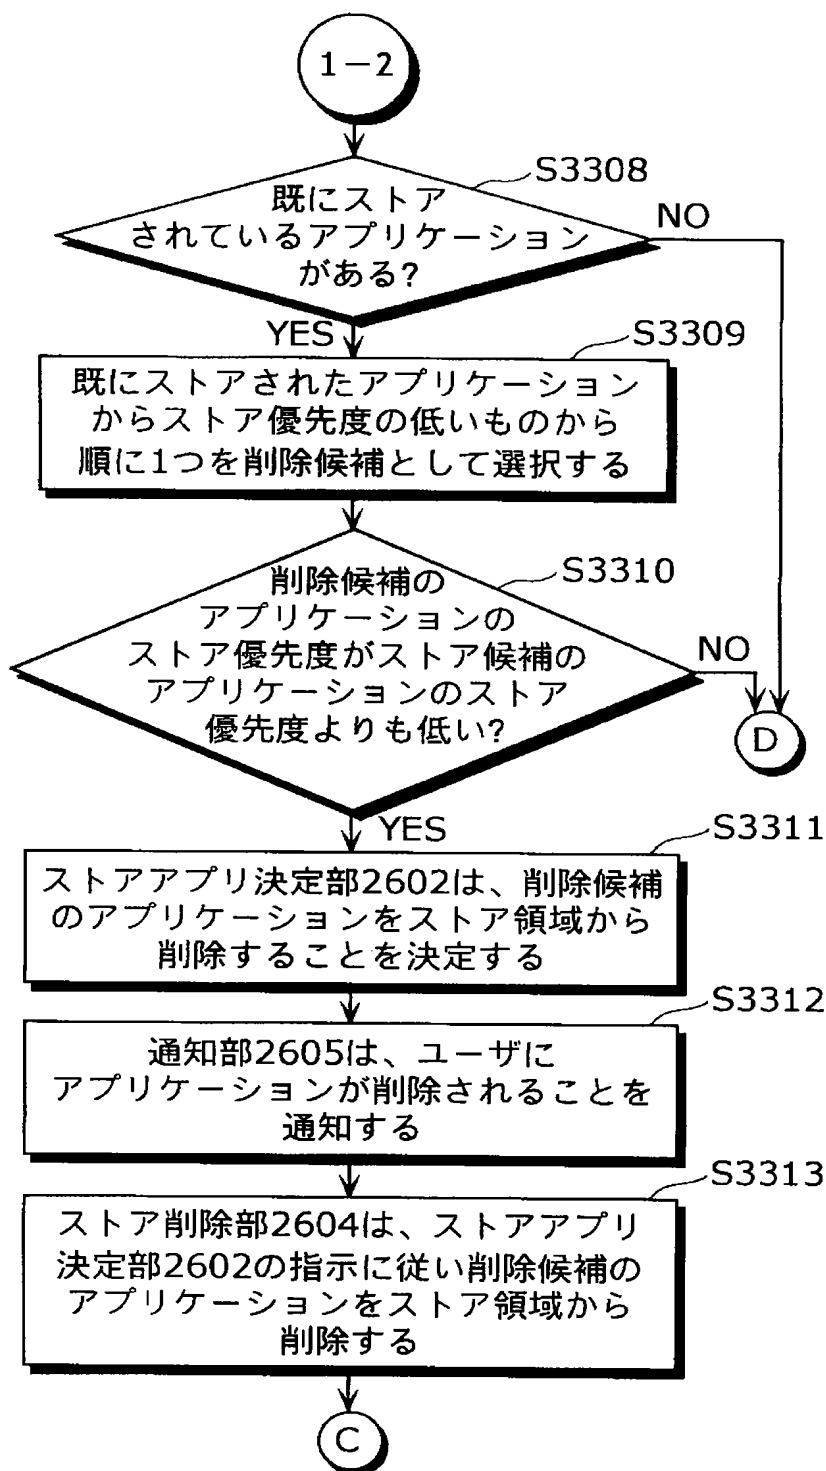 1−2
S3308
既にストア
されているアプリケーション
がある?
NO
YES
S3309
既にストアされたアプリケーション
からストア優先度の低いものから
順に1つを削除候補として選択する
S3310
削除候補の
アプリケーションの
ストア優先度がストア候補の
アプリケーションのストア
優先度よりも低い?
NO
D
YES
S3311
ストアアプリ決定部2602は、削除候補
のアプリケーションをストア領域から
削除することを決定する
S3312
通知部2605は、ユーザに
アプリケーションが削除されることを
通知する
S3313
ストア削除部2604は、ストアアプリ
決定部2602の指示に従い削除候補の
アプリケーションをストア領域から
削除する
C